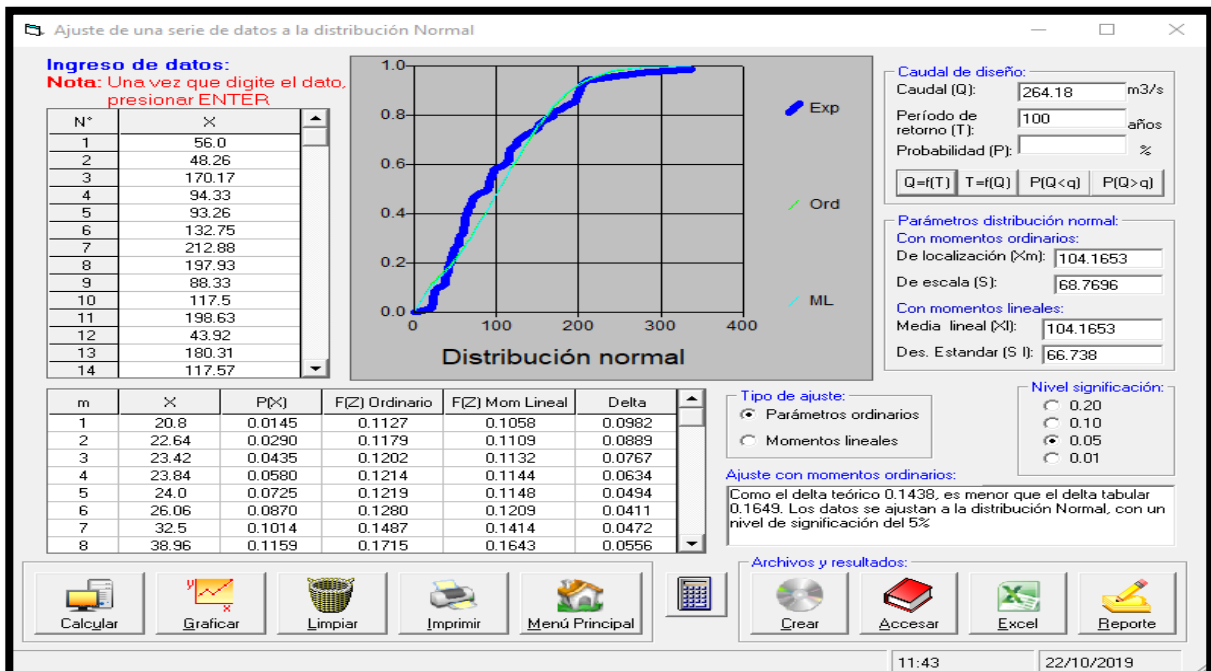 Ajuste de una serie de datos a la distribución Normal
Ingreso de datos:
Nota: Una vez que digite el dato,
presionar ENTER
N° X
1 56.0
2 48.26
3 170.17
4 94.33
5 93.26
6 132.75
7 212.88
8 197.93
9 88.33
10 117.5
11 198.63
12 43.92
13 180.31
14 117.57
1.0
0.8
0.6
0.4
0.2
0.0
0 100 200 300 400
Distribución normal
Exp
Ord
ML
Caudal de diseño:
Caudal (Q): 264.18 m3/s
Período de
retorno (T): 100 años
Probabilidad (P): %
Q=f(T) T=f(Q) P(Q<q) P(Q>q)
Parámetros distribución normal:
Con momentos ordinarios:
De localización (Xm): 104.1653
De escala (S): 68.7696
Con momentos lineales:
Media lineal (Xl): 104.1653
Des. Estandar (S l): 66.738
m X P(X) F(Z) Ordinario F(Z) Mom Lineal Delta
1 20.8 0.0145 0.1127 0.1058 0.0982
2 22.64 0.0290 0.1179 0.1109 0.0889
3 23.42 0.0435 0.1202 0.1132 0.0767
4 23.84 0.0580 0.1214 0.1144 0.0634
5 24.0 0.0725 0.1219 0.1148 0.0494
6 26.06 0.0870 0.1280 0.1209 0.0411
7 32.5 0.1014 0.1487 0.1414 0.0472
8 38.96 0.1159 0.1715 0.1643 0.0556
Tipo de ajuste:
Parámetros ordinarios
Momentos lineales
Nivel significación:
0.20
0.10
0.05
0.01
Ajuste con momentos ordinarios:
Como el delta teórico 0.1438, es menor que el delta tabular
0.1649. Los datos se ajustan a la distribución Normal, con un
nivel de significación del 5%
Archivos y resultados:
Calcular Graficar Limpiar Imprimir Menú Principal Crear Accesar Excel Reporte
11:43 22/10/2019